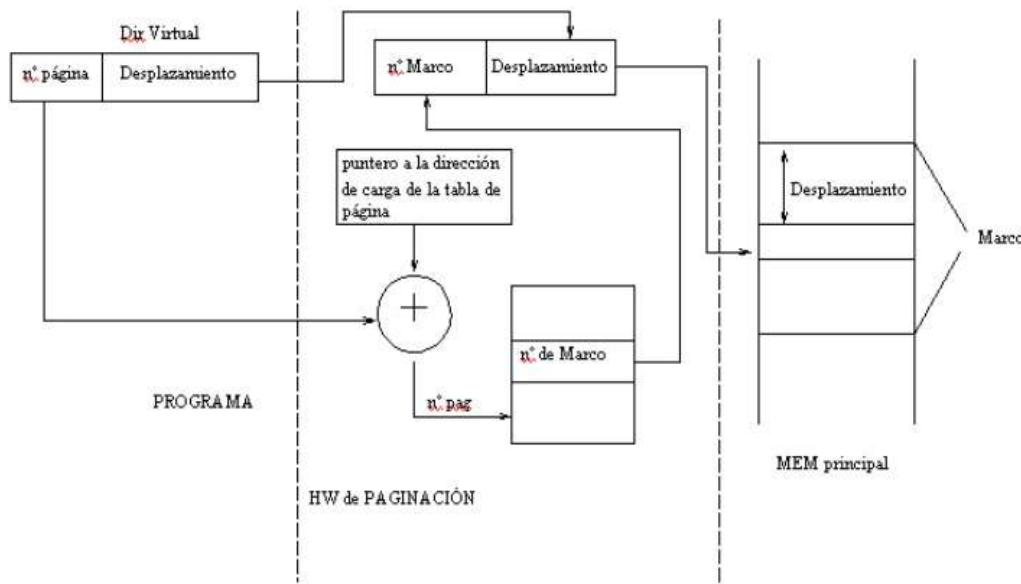 Dir Virtual
nº página
Desplazamiento
nº Marco
Desplazamiento
puntero a la dirección
de carga de la tabla de
página
Desplazamiento
Marco
nº de Marco
nº pag
PROGRAMA
MEM principal
HW de PAGINACIÓN